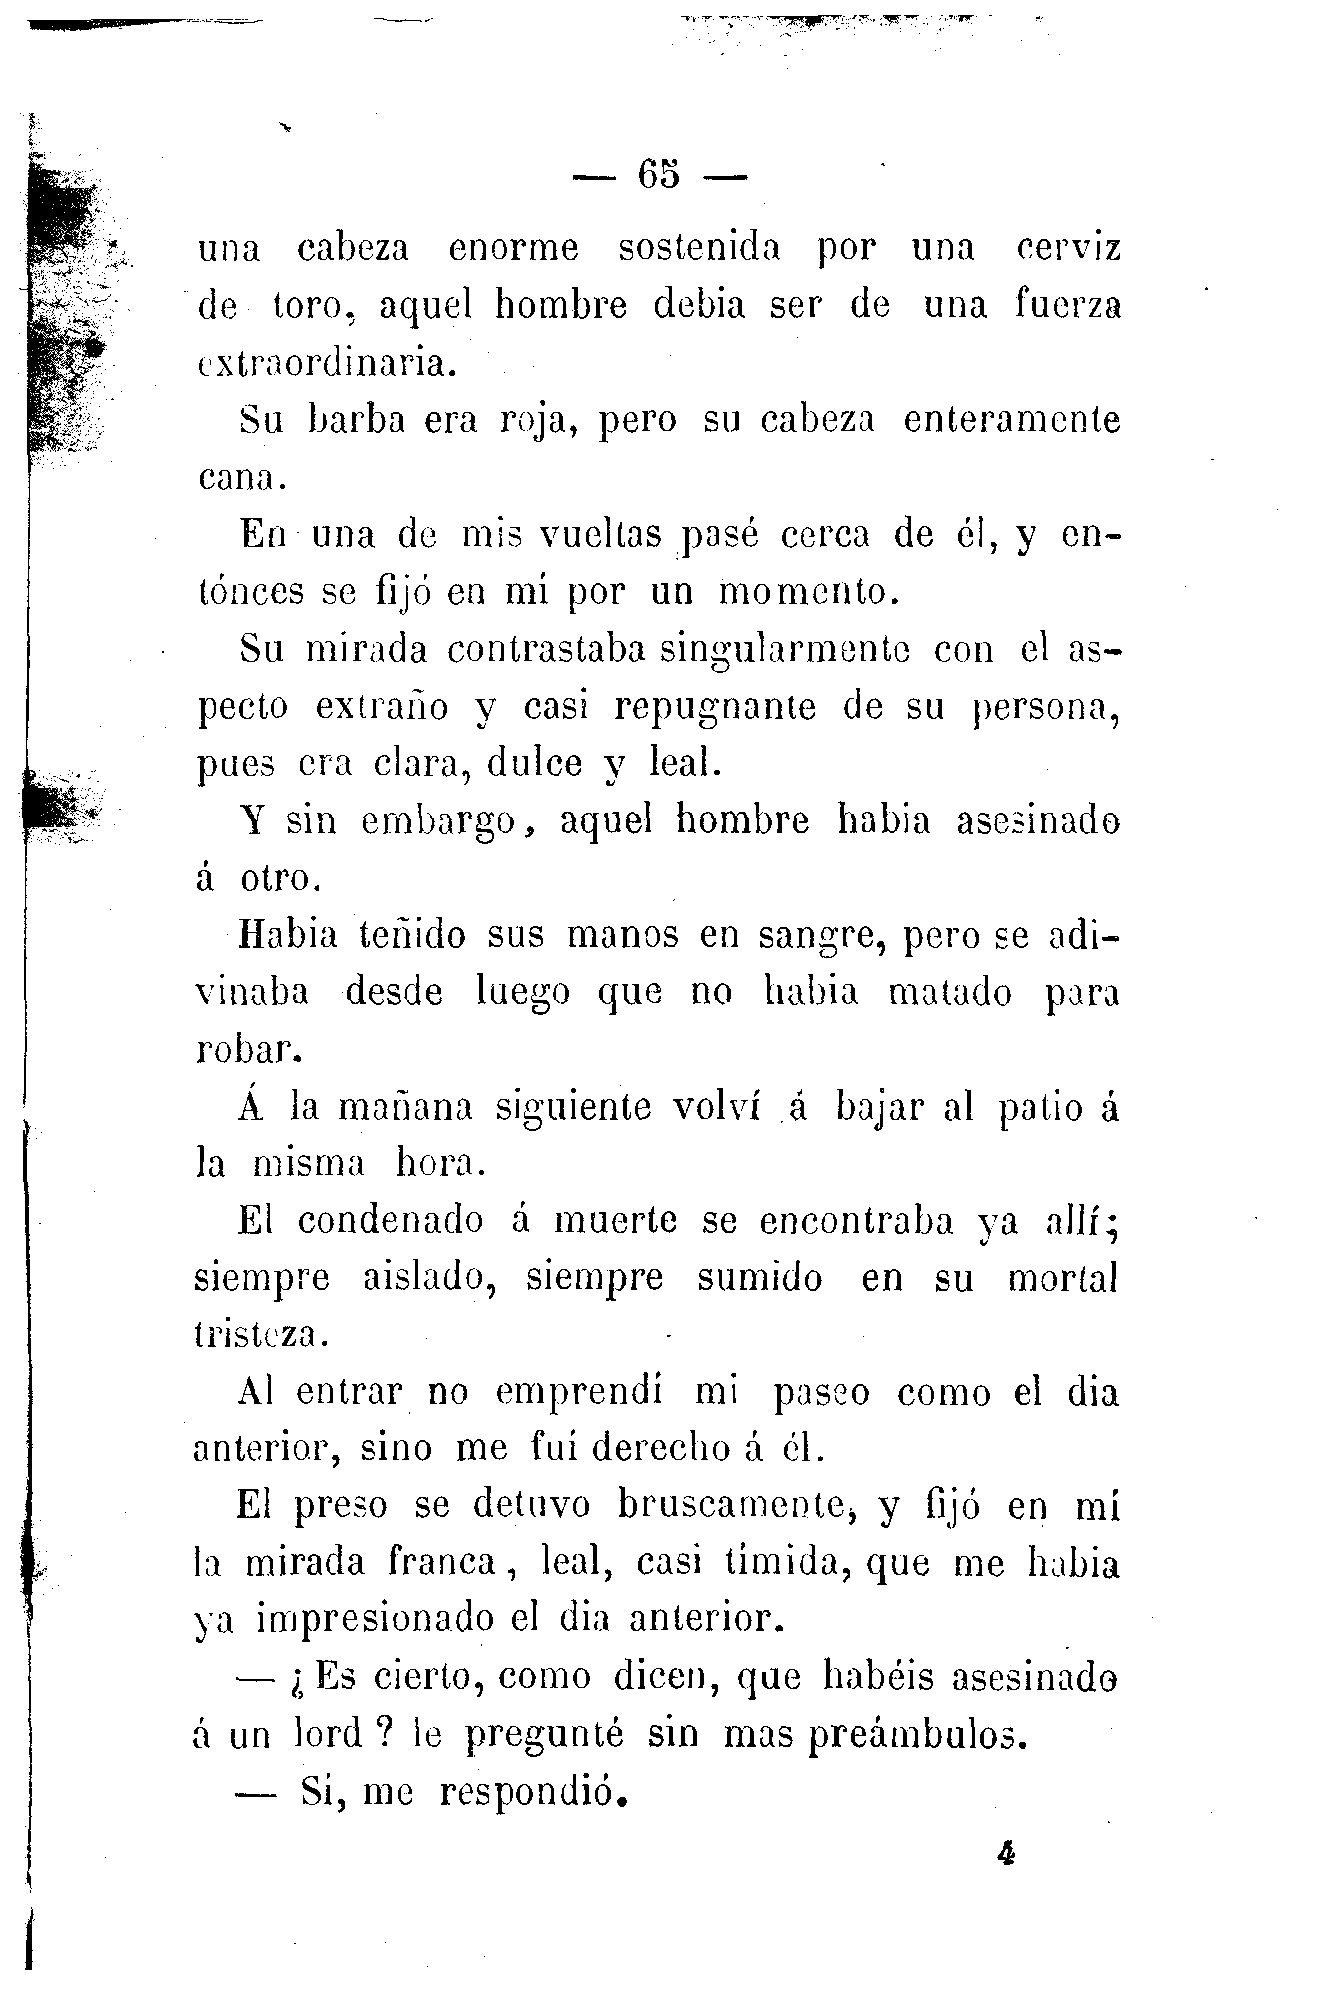 — 65 —
una cabeza enorme sostenida por una cerviz
de toro, aquel hombre debia ser de una fuerza
extraordinaria.
Su barba era roja, pero su cabeza enteramente
cana.
En una de mis vueltas pasé cerca de él, y en-
tónces se fijó en mí por un momento.
Su mirada contrastaba singularmente con el as-
pecto extraño y casi repugnante de su persona,
pues era clara, dulce y leal.
Y sin embargo, aquel hombre habia asesinado
á otro.
Habia teñido sus manos en sangre, pero se adi-
vinaba desde luego que no habia matado para
robar.
Á la mañana siguiente volví á bajar al patio á
la misma hora.
El condenado á muerte se encontraba ya allí;
siempre aislado, siempre sumido en su mortal
tristeza.
Al entrar no emprendí mi paseo como el dia
anterior, sino me fuí derecho á él.
El preso se detuvo bruscamente, y fijó en mí
la mirada franca, leal, casi tímida, que me habia
ya impresionado el dia anterior.
— ¿Es cierto, como dicen, que habéis asesinado
á un lord? le pregunté sin mas preámbulos.
— Si, me respondió.
4